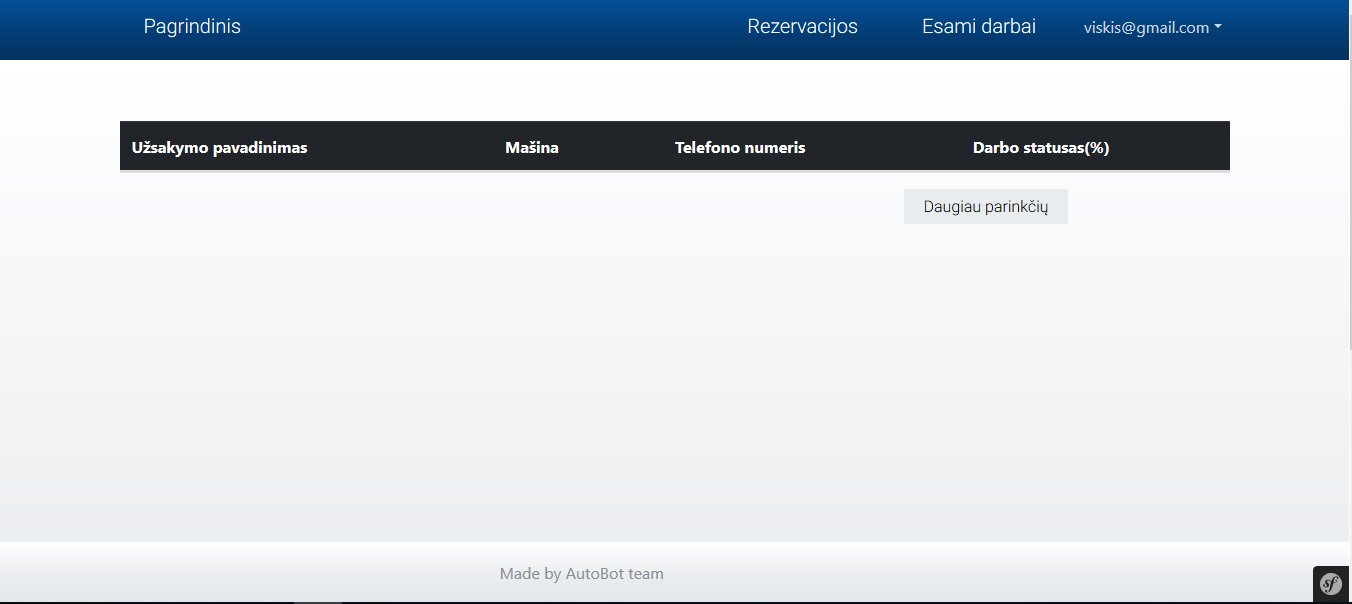 Pagrindinis Rezervacijos Esami darbai viskis@gmail.com
Užsakymo pavadinimas Mašina Telefono numeris Darbo statusas(%)
Daugiau parinkčių
Made by AutoBot team
sf